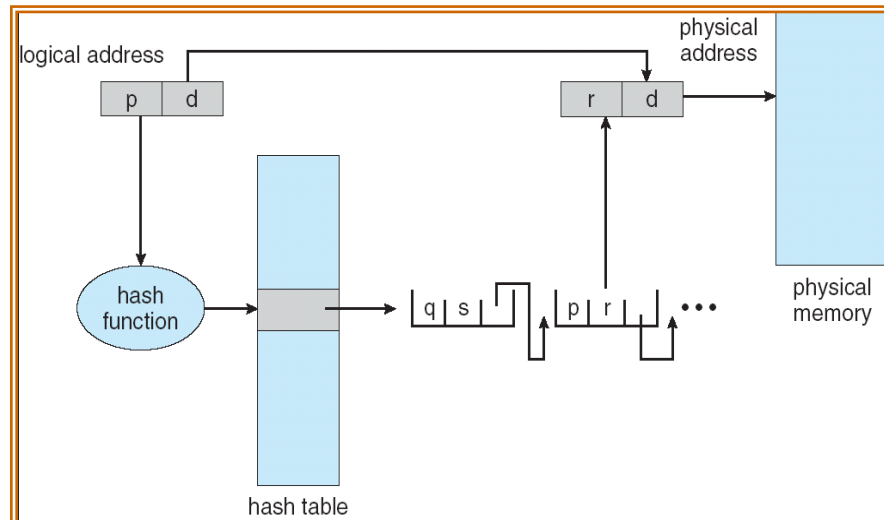 logical address
physical
address
p d
r d
hash
function
q s
p r
•••
physical
memory
hash table